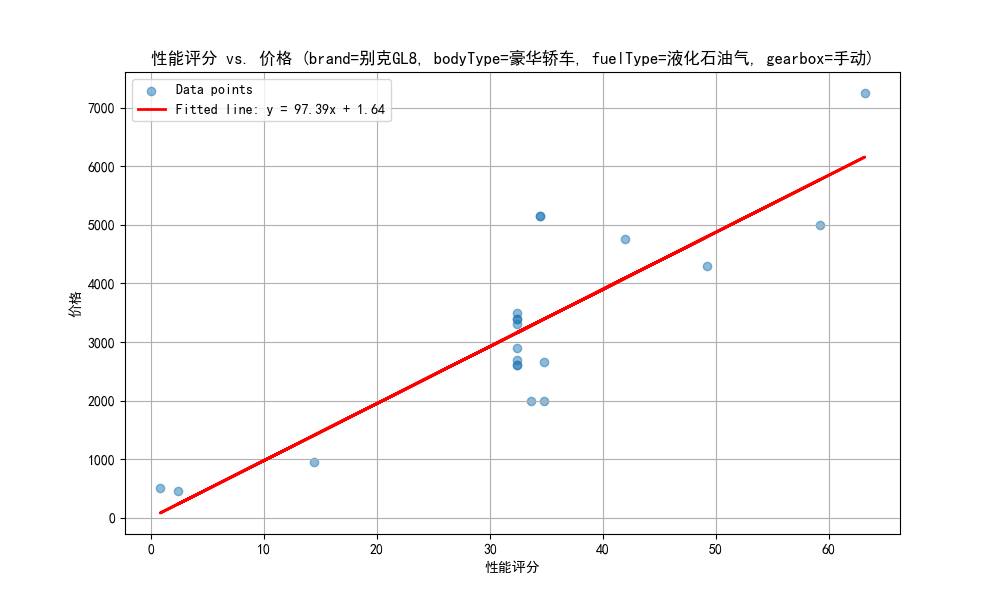 性能评分 vs. 价格 (brand=别克GL8, bodyType=豪华轿车, fuelType=液化石油气, gearbox=手动)
Data points
Fitted line: y = 97.39x + 1.64
7000
6000
5000
4000
3000
2000
1000
0
价格
0 10 20 30 40 50 60
性能评分